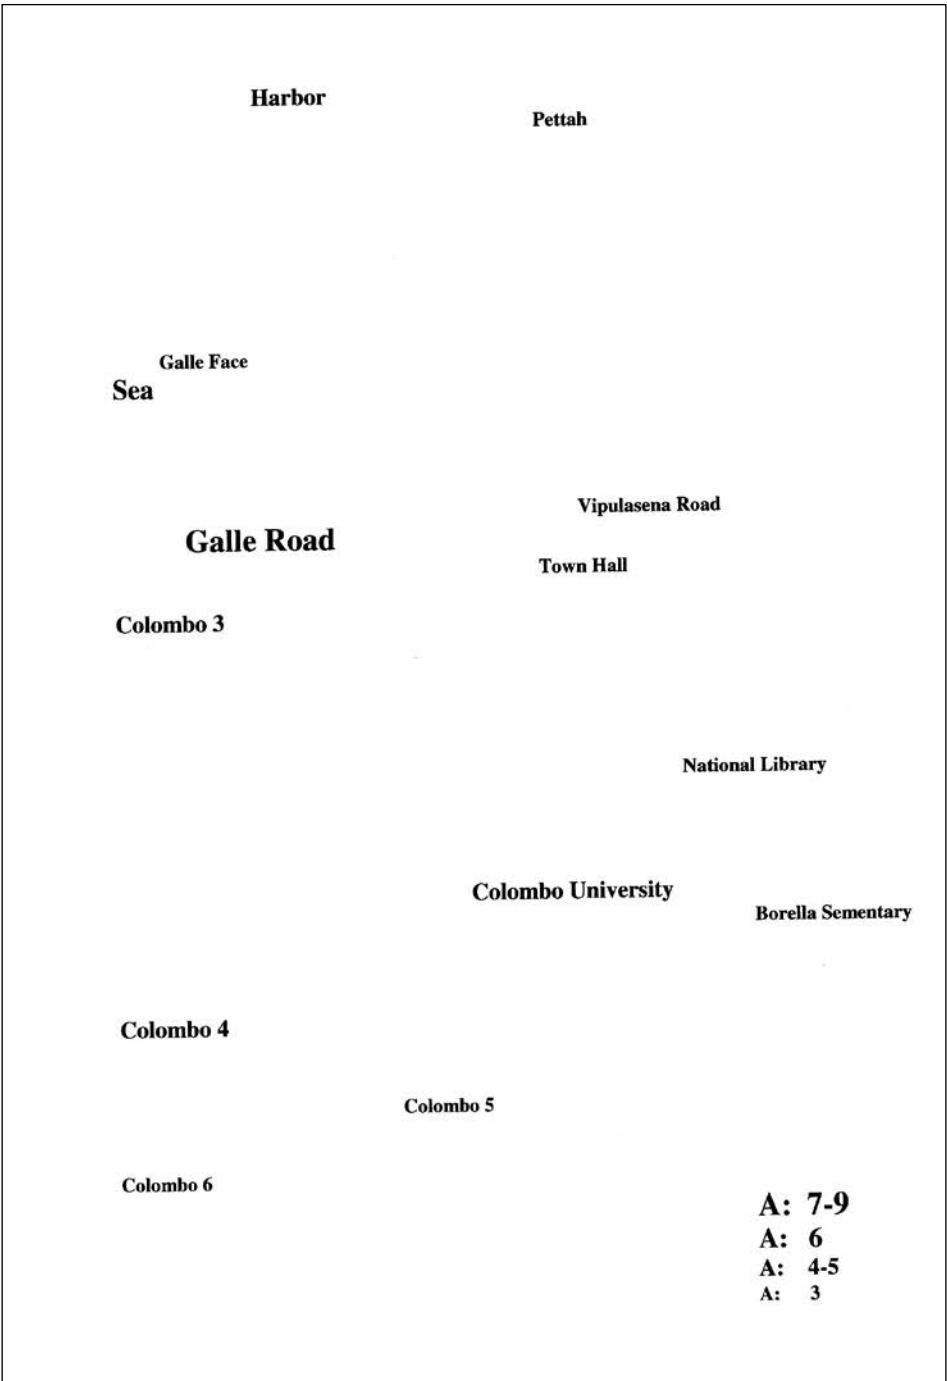 Harbor
Pettah
Galle Face
Sea
Vipulasena Road
Galle Road
Town Hall
Colombo 3
National Library
Colombo University
Borella Sementary
Colombo 4
Colombo 5
Colombo 6
A: 7-9
A: 6
A: 4-5
A: 3